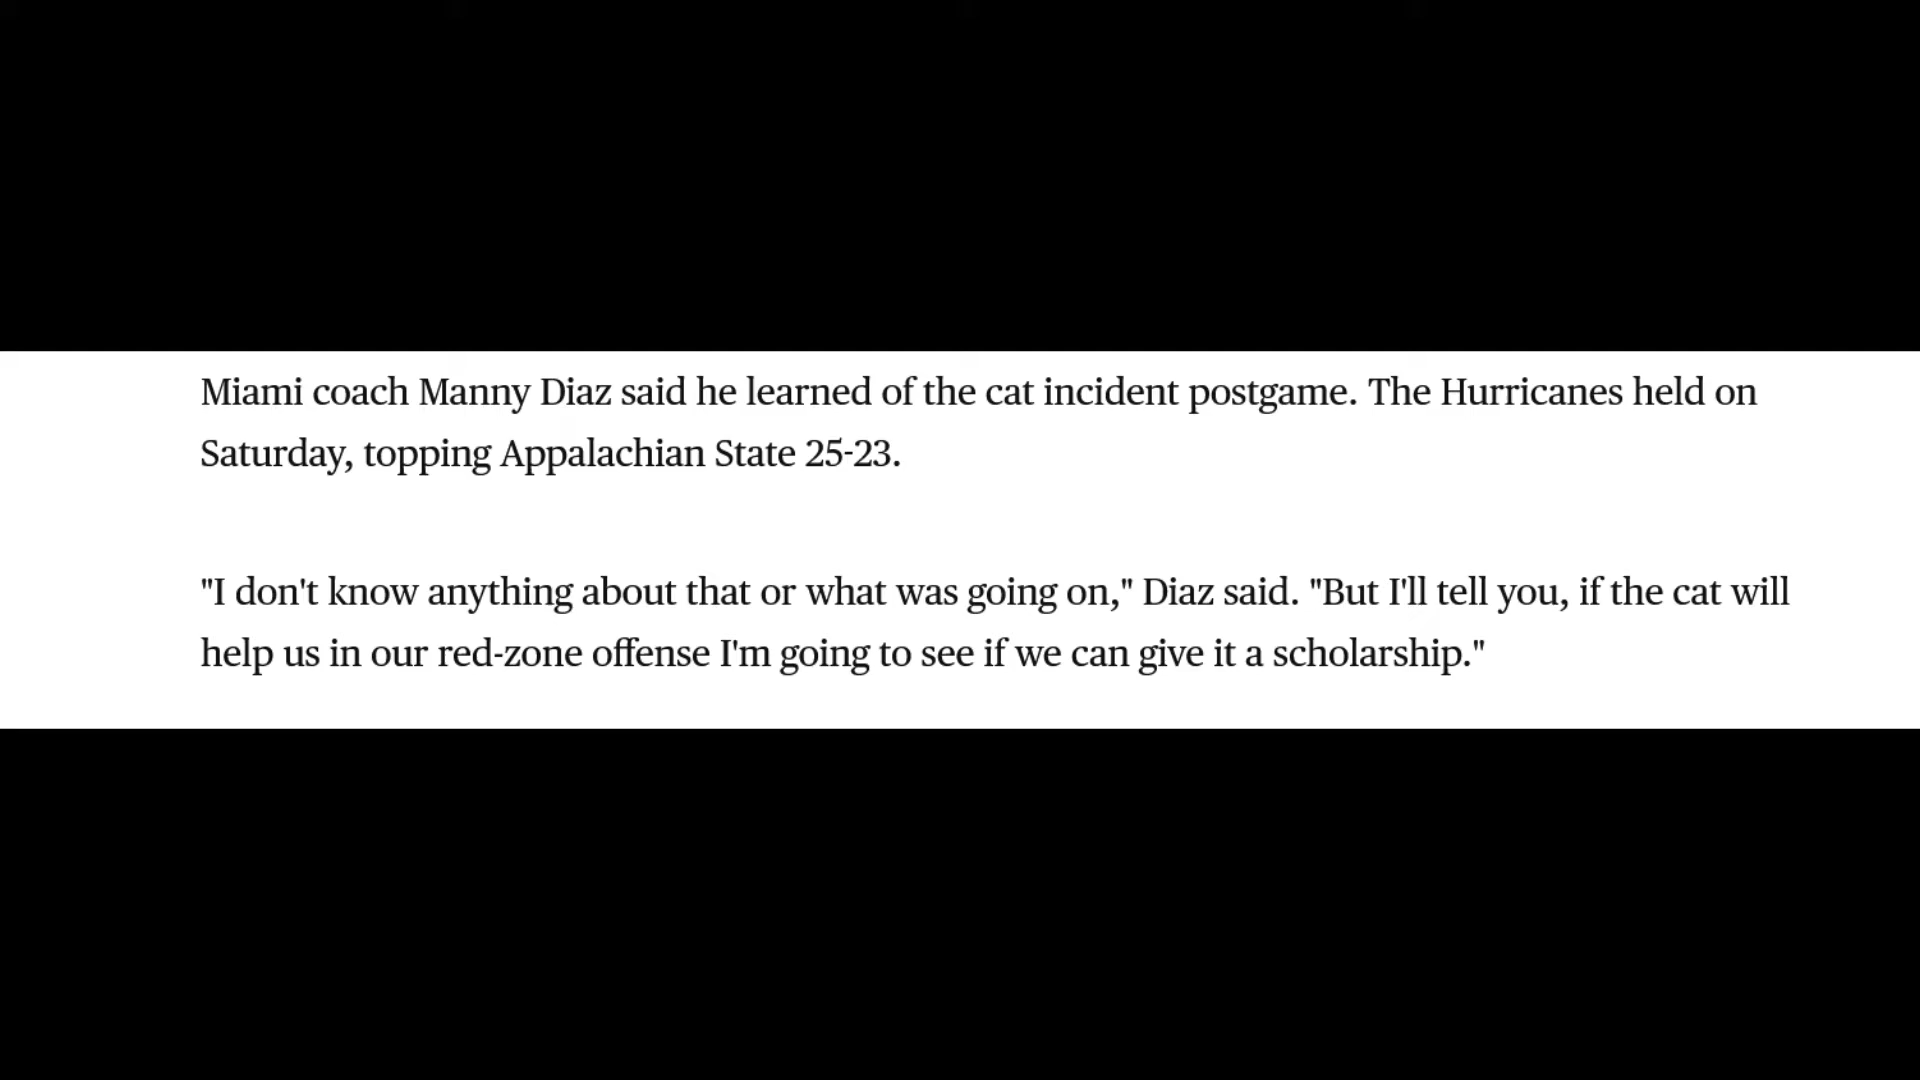 Miami coach Manny Diaz said he learned of the cat incident postgame. The Hurricanes held on
Saturday, topping Appalachian State 25-23.
"I don't know anything about that or what was going on," Diaz said. "But I'll tell you, if the cat will
help us in our red-zone offense I'm going to see if we can give it a scholarship."